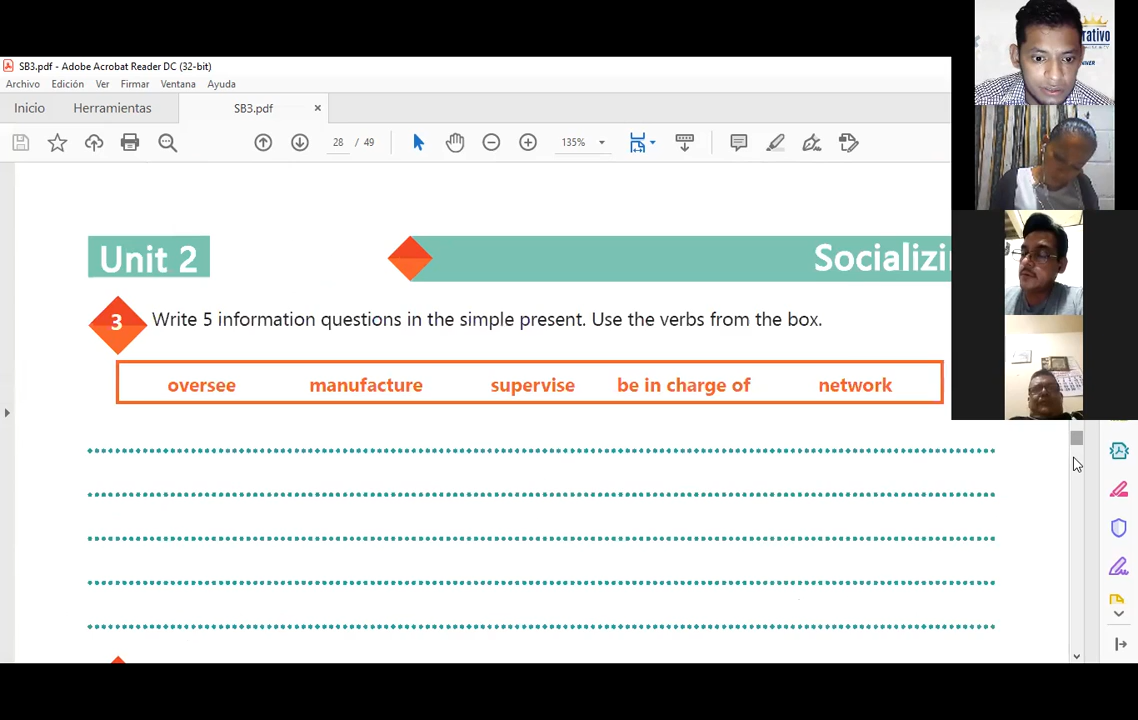 SB3.pdf - Adobe Acrobat Reader DC (32-bit)
Archivo Edición Ver Firmar Ventana Ayuda
Inicio Herramientas SB3.pdf ×
28 / 49 135%
Unit 2
Socializi
3 Write 5 information questions in the simple present. Use the verbs from the box.
oversee manufacture supervise be in charge of network
rativo